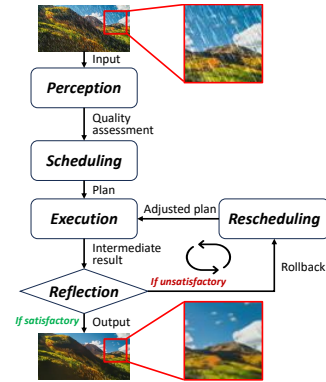 Input
Perception
Quality
assessment
Scheduling
Plan
Execution
Adjusted plan
Rescheduling
Intermediate
result
If unsatisfactory
Rollback
Reflection
If satisfactory
Output